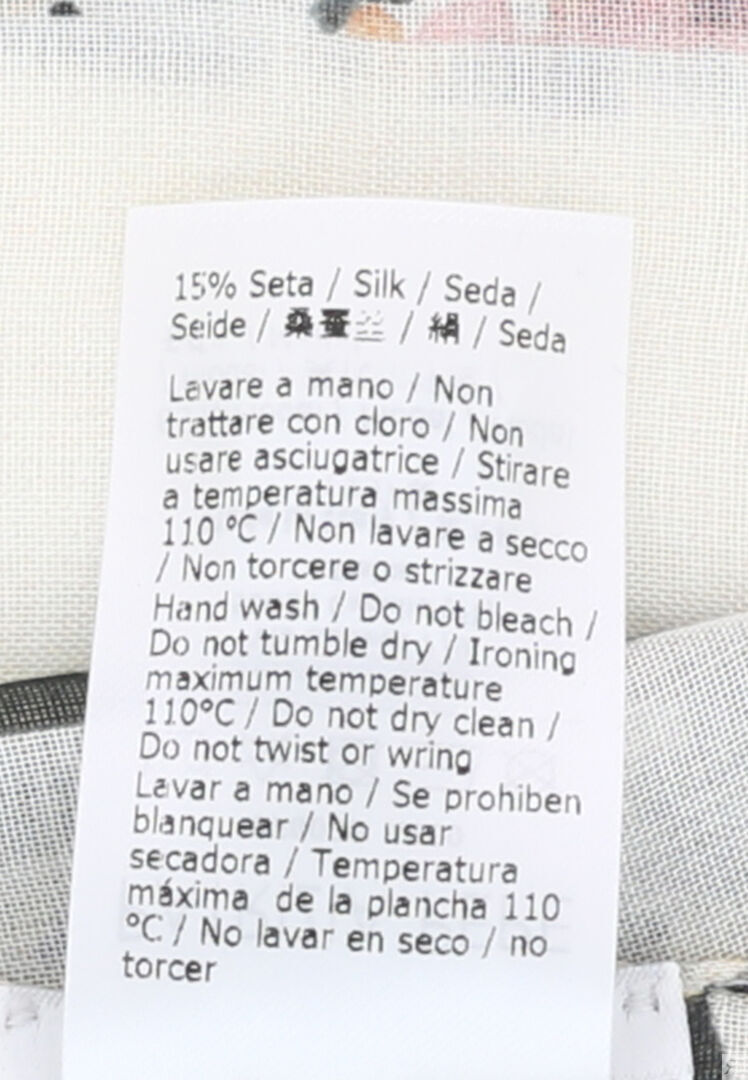 15% Seta / Silk / Seda /
Seide / 桑蚕丝 / 絹 / Seda
Lavare a mano / Non
trattare con cloro / Non
usare asciugatrice / Stirare
a temperatura massima
110 °C / Non lavare a secco
/ Non torcere o strizzare
Hand wash / Do not bleach /
Do not tumble dry / Ironing
maximum temperature
110°C / Do not dry clean /
Do not twist or wring
Lavar a mano / Se prohiben
blanquear / No usar
secadora / Temperatura
máxima de la plancha 110
°C / No lavar en seco / no
torcer